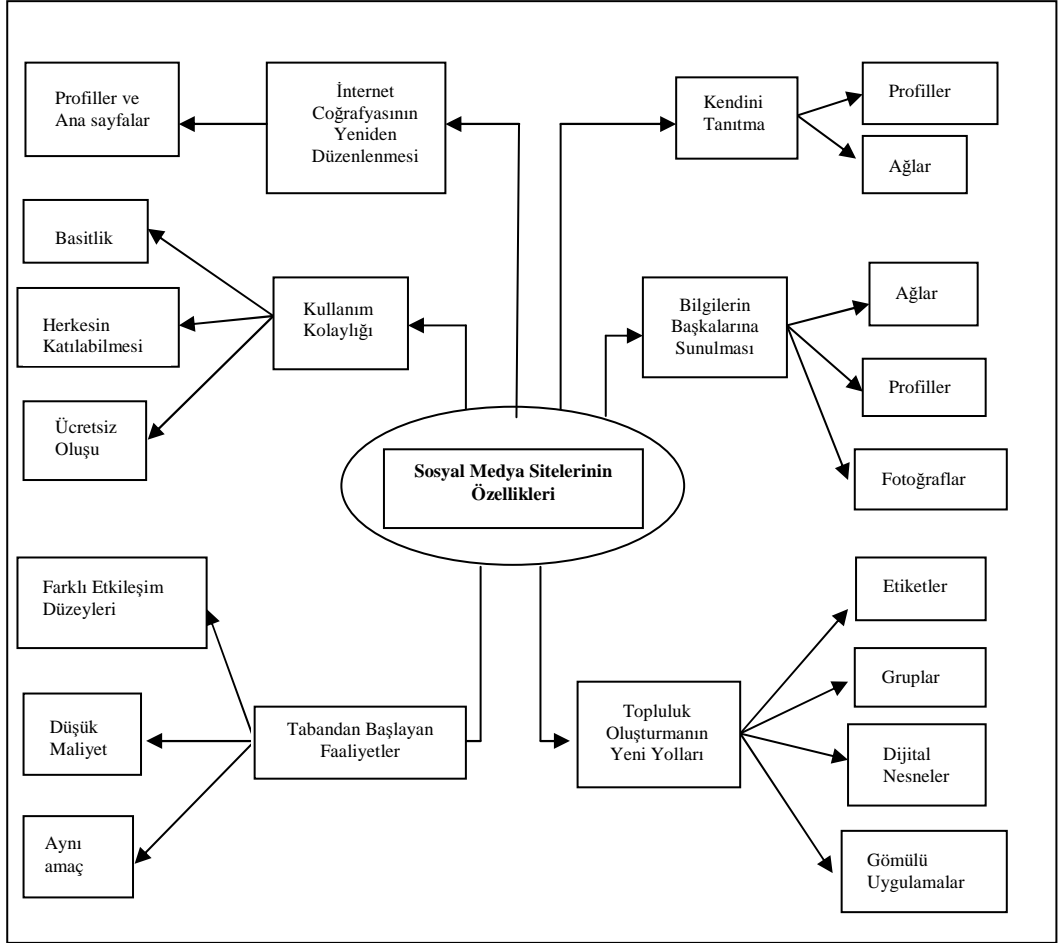 Profiller ve
Ana sayfalar
İnternet
Coğrafyasının
Yeniden
Düzenlenmesi
Kendini
Tanıtma
Profiller
Ağlar
Basitlik
Herkesin
Katılabilmesi
Ücretsiz
Oluşu
Kullanım
Kolaylığı
Bilgilerin
Başkalarına
Sunulması
Ağlar
Profiller
Fotoğraflar
Sosyal Medya Sitelerinin
Özellikleri
Farklı Etkileşim
Düzeyleri
Düşük
Maliyet
Aynı
amaç
Tabandan Başlayan
Faaliyetler
Topluluk
Oluşturmanın
Yeni Yolları
Etiketler
Gruplar
Dijital
Nesneler
Gömülü
Uygulamalar